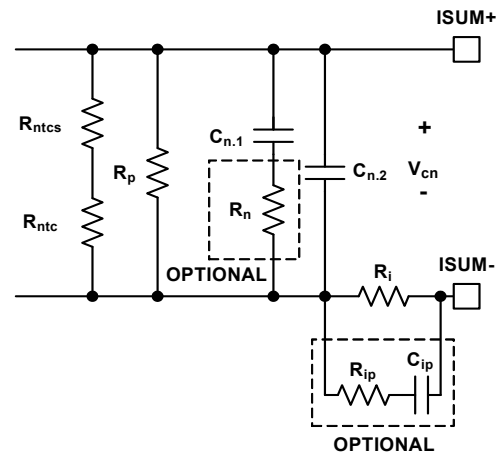 ISUM+
Rntcs
Cn.1
Rp
+
Cn.2
Vcn
-
Rntc
Rn
OPTIONAL
Ri
ISUM-
Rip
Cip
OPTIONAL